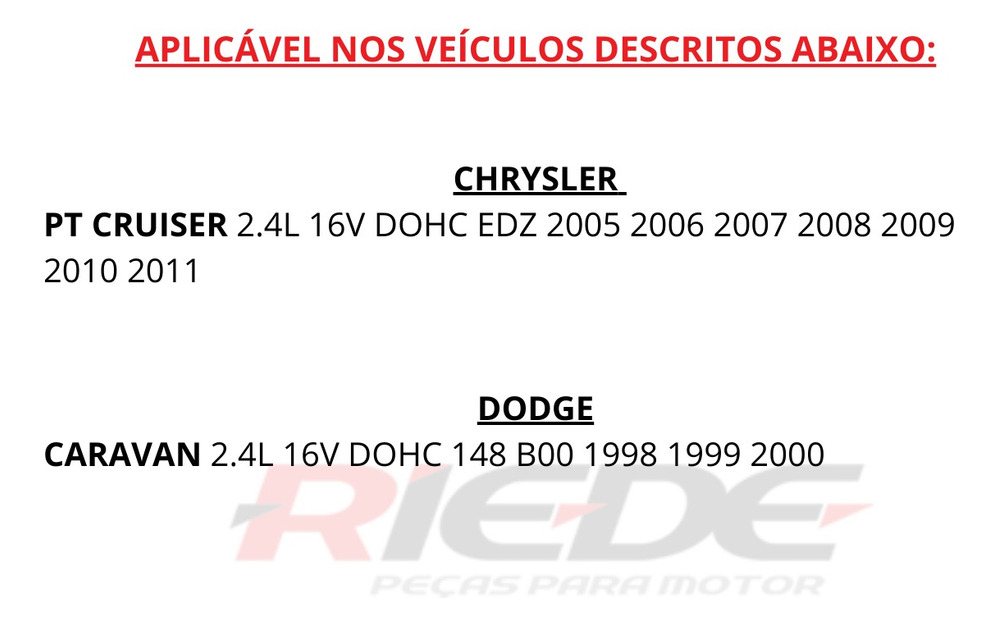 APLICÁVEL NOS VEÍCULOS DESCRITOS ABAIXO:
CHRYSLER
PT CRUISER 2.4L 16V DOHC EDZ 2005 2006 2007 2008 2009
2010 2011
DODGE
CARAVAN 2.4L 16V DOHC 148 B00 1998 1999 2000
RIEDE
PEÇAS PARA MOTOR